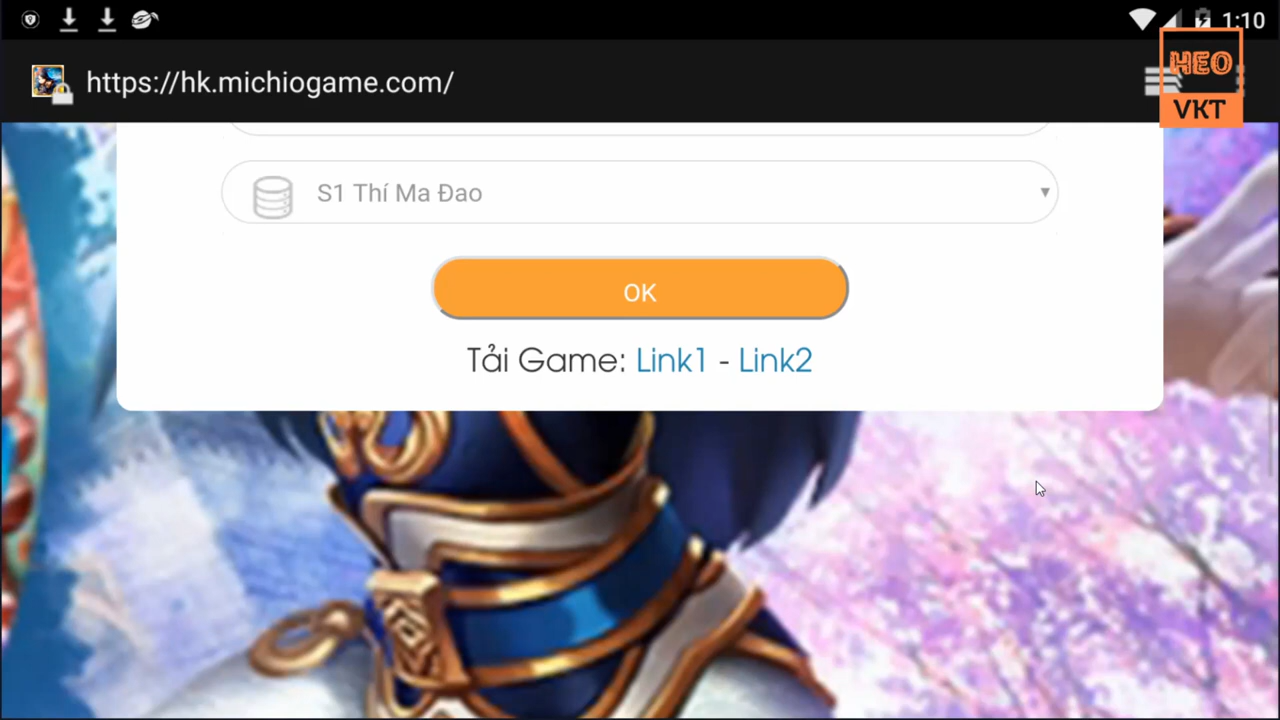 1:10
https://hk.michiogame.com/
HEO
VKT
S1 Thí Ma Đao
OK
Tải Game: Link1 - Link2